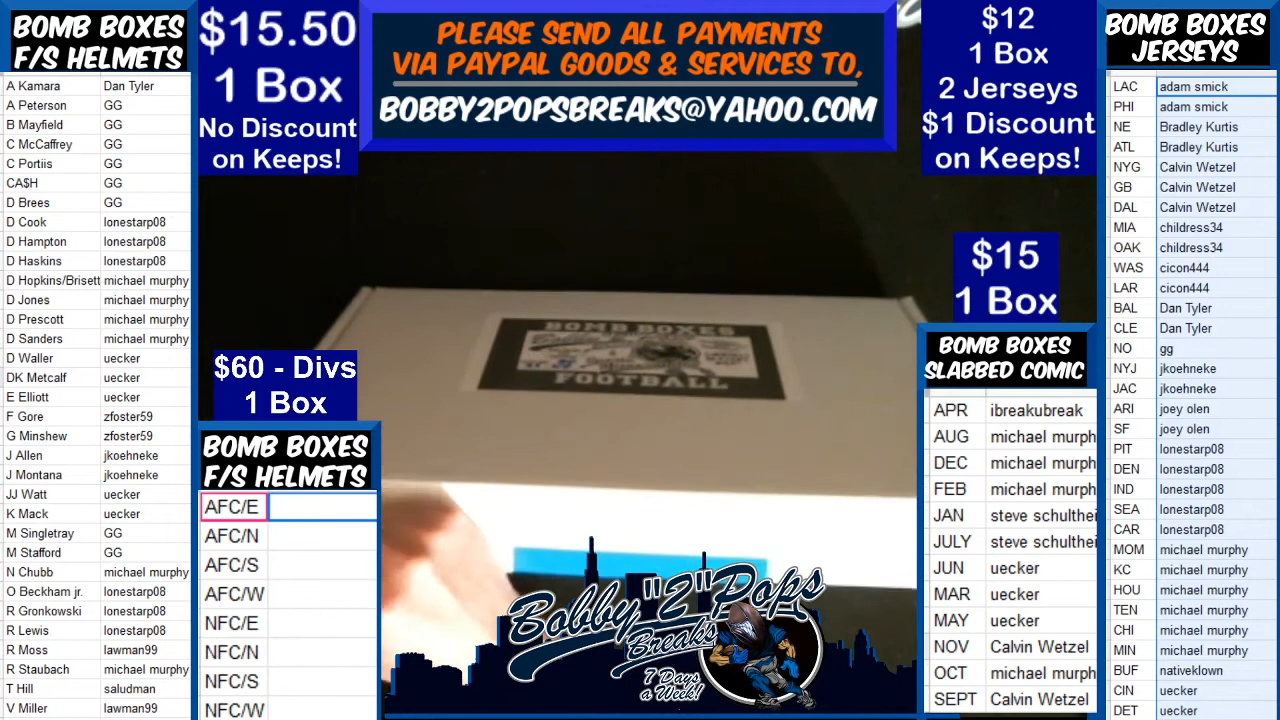 BOMB BOXES
F/S HELMETS
A Kamara Dan Tyler
A Peterson GG
B Mayfield GG
C McCaffrey GG
C Portiis GG
CA$H GG
D Brees GG
D Cook lonestarp08
D Hampton lonestarp08
D Haskins lonestarp08
D Hopkins/Brisett michael murphy
D Jones michael murphy
D Prescott michael murphy
D Sanders michael murphy
D Waller uecker
DK Metcalf uecker
E Elliott uecker
F Gore zfoster59
G Minshew zfoster59
J Allen jkoehneke
J Montana jkoehneke
JJ Watt uecker
K Mack uecker
M Singletray GG
M Stafford GG
N Chubb michael murphy
O Beckham jr. lonestarp08
R Gronkowski lonestarp08
R Lewis lonestarp08
R Moss lawman99
R Staubach michael murphy
T Hill saludman
V Miller lawman99
$15.50
1 Box
No Discount
on Keeps!
$60 - Divs
1 Box
BOMB BOXES
F/S HELMETS
AFC/E
AFC/N
AFC/S
AFC/W
NFC/E
NFC/N
NFC/S
NFC/W
PLEASE SEND ALL PAYMENTS
VIA PAYPAL GOODS & SERVICES TO,
BOBBY2POPSBREAKS@YAHOO.COM
BOMB BOXES
FOOTBALL
Bobby "2" Pops
Breaks
7 Days
a Week!
$12
1 Box
2 Jerseys
$1 Discount
on Keeps!
$15
1 Box
BOMB BOXES
SLABBED COMIC
APR ibreakubreak
AUG michael murph
DEC michael murph
FEB michael murph
JAN steve schulthei
JULY steve schulthei
JUN uecker
MAR uecker
MAY uecker
NOV Calvin Wetzel
OCT michael murph
SEPT Calvin Wetzel
BOMB BOXES
JERSEYS
LAC adam smick
PHI adam smick
NE Bradley Kurtis
ATL Bradley Kurtis
NYG Calvin Wetzel
GB Calvin Wetzel
DAL Calvin Wetzel
MIA childress34
OAK childress34
WAS cicon444
LAR cicon444
BAL Dan Tyler
CLE Dan Tyler
NO gg
NYJ jkoehneke
JAC jkoehneke
ARI joey olen
SF joey olen
PIT lonestarp08
DEN lonestarp08
IND lonestarp08
SEA lonestarp08
CAR lonestarp08
MOM michael murphy
KC michael murphy
HOU michael murphy
TEN michael murphy
CHI michael murphy
MIN michael murphy
BUF nativeklown
CIN uecker
DET uecker